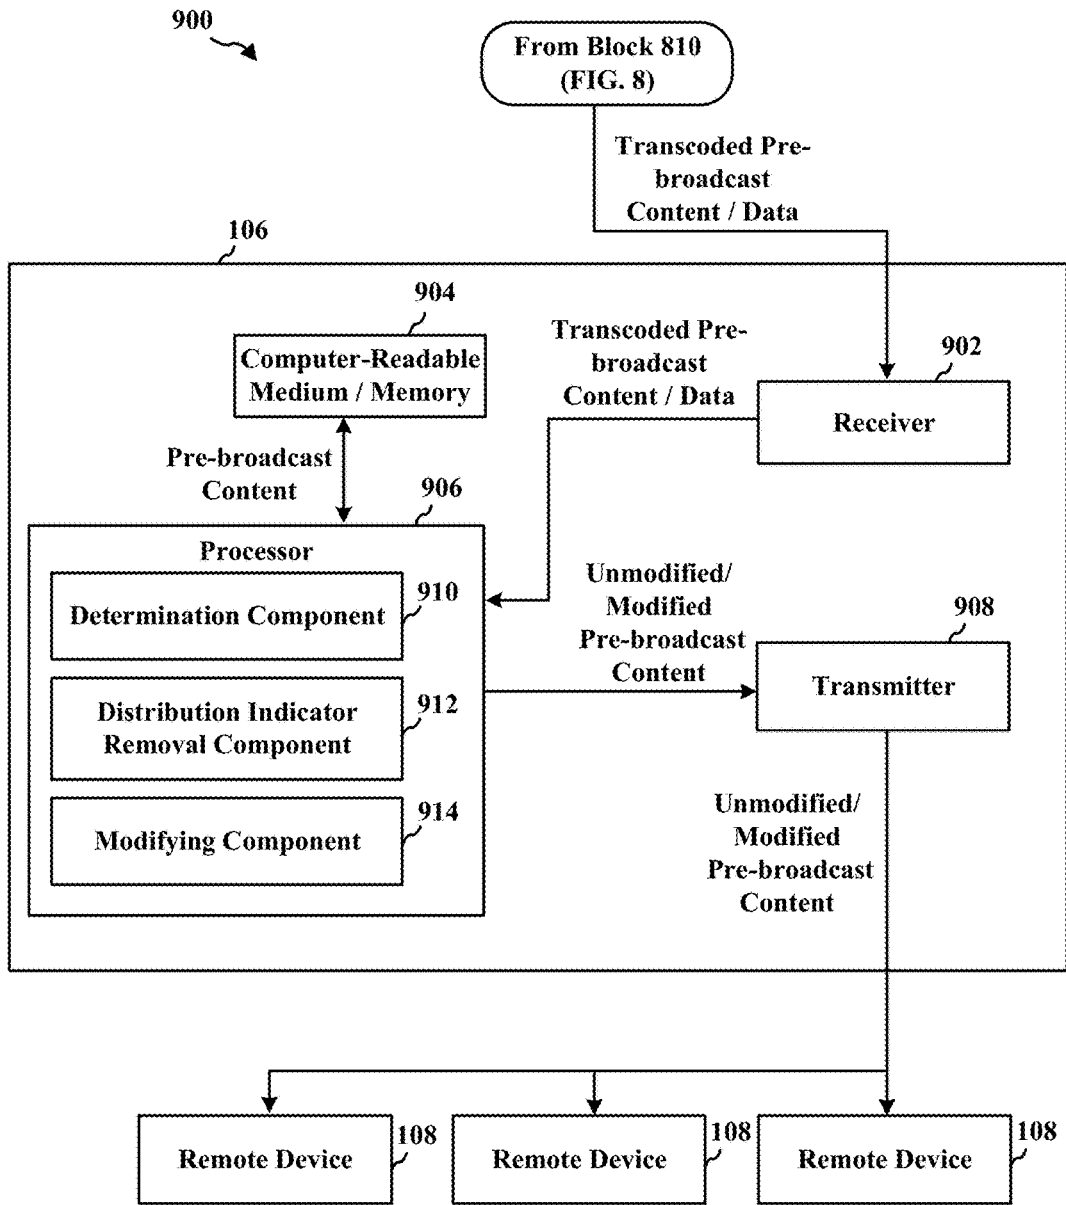 900
From Block 810
(FIG. 8)
Transcoded Pre-
broadcast
Content / Data
106
904
Computer-Readable
Medium / Memory
Transcoded Pre-
broadcast
Content / Data
902
Receiver
Pre-broadcast
Content
906
Processor
Determination Component
910
Distribution Indicator
Removal Component
912
Modifying Component
914
Unmodified/
Modified
Pre-broadcast
Content
908
Transmitter
Unmodified/
Modified
Pre-broadcast
Content
Remote Device
108
Remote Device
108
Remote Device
108